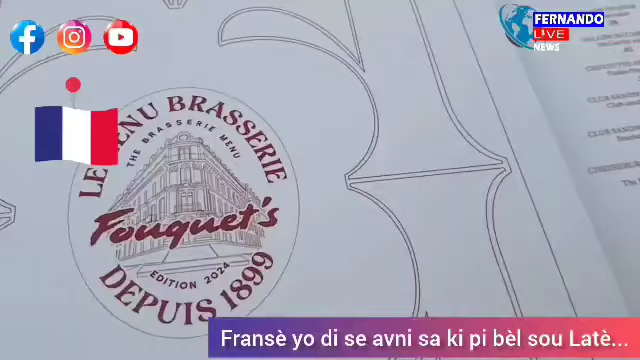 FERNANDO
LIVE
NEWS
LE MENU BRASSERIE
THE BRASSERIE MENU
Fouquet's
EDITION 2024
DEPUIS 1899
Fransè yo di se avni sa ki pi bèl sou Latè...